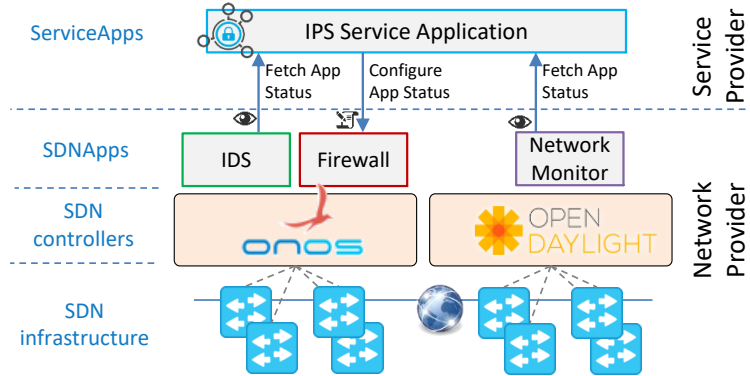 ServiceApps
IPS Service Application
Fetch App
Status
Configure
App Status
Fetch App
Status
Service
Provider
SDNApps
IDS
Firewall
Network
Monitor
SDN
controllers
onos
OPEN
DAYLIGHT
Network
Provider
SDN
infrastructure